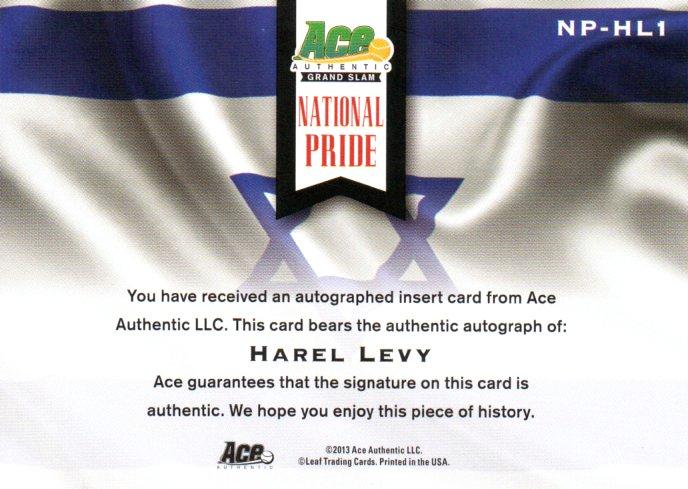 NP-HL1
Ace
AUTHENTIC
GRAND SLAM
NATIONAL
PRIDE
You have received an autographed insert card from Ace
Authentic LLC. This card bears the authentic autograph of:
HAREL LEVY
Ace guarantees that the signature on this card is
authentic. We hope you enjoy this piece of history.
Ace
AUTHENTIC
©2013 Ace Authentic LLC.
©Leaf Trading Cards. Printed in the USA.